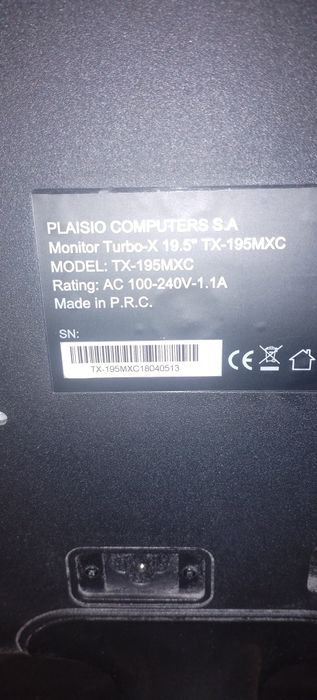 PLAISIO COMPUTERS S.A
Monitor Turbo-X 19.5" TX-195MXC
MODEL: TX-195MXC
Rating: AC 100-240V-1.1A
Made in P.R.C.
SN:
TX-195MXC18040513
CE